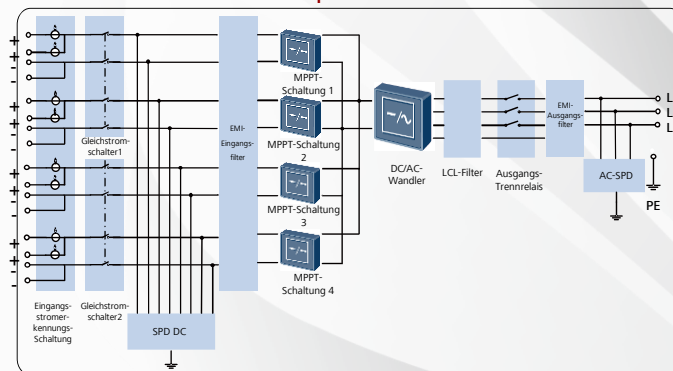 +
+
-
-
+
+
-
-
+
+
-
-
+
+
-
-
Gleichstrom-
schalter1
EMI-
Eingangs-
filter
MPPT-
Schaltung 1
MPPT-Schaltung
2
MPPT-Schaltung
3
MPPT-
Schaltung 4
DC/AC-
Wandler
LCL-Filter
Ausgangs-
Trennrelais
EMI-
Ausgangs-
filter
L
L
L
AC-SPD
PE
Eingangs-
stromer-
kennungs-
Schaltung
Gleichstrom-
schalter2
SPD DC